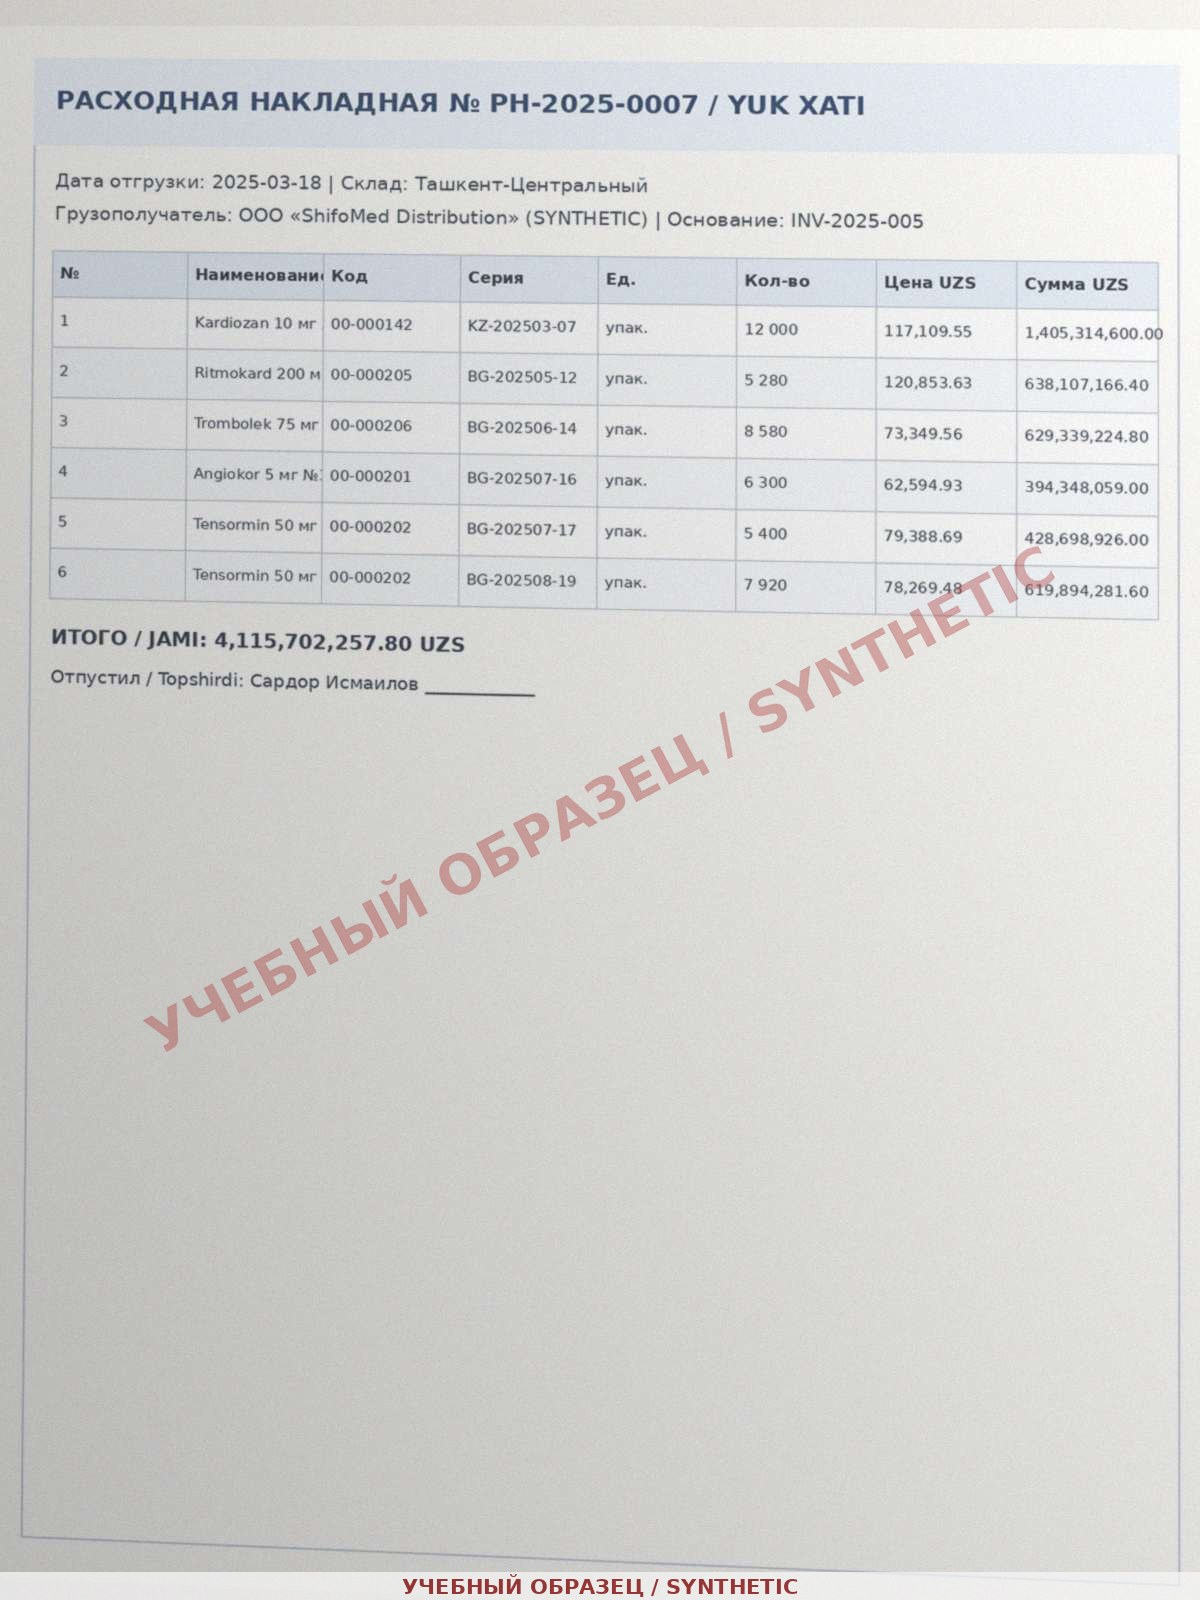 РАСХОДНАЯ НАКЛАДНАЯ № РН-2025-0007 / YUK XATI
Дата отгрузки: 2025-03-18 | Склад: Ташкент-Центральный
Грузополучатель: ООО «ShifoMed Distribution» (SYNTHETIC) | Основание: INV-2025-005
№ Наименование Код Серия Ед. Кол-во Цена UZS Сумма UZS
1 Kardiozan 10 мг 00-000142 KZ-202503-07 упак. 12 000 117,109.55 1,405,314,600.00
2 Ritmokard 200 м 00-000205 BG-202505-12 упак. 5 280 120,853.63 638,107,166.40
3 Trombolek 75 мг 00-000206 BG-202506-14 упак. 8 580 73,349.56 629,339,224.80
4 Angiokor 5 мг № 00-000201 BG-202507-16 упак. 6 300 62,594.93 394,348,059.00
5 Tensormin 50 мг 00-000202 BG-202507-17 упак. 5 400 79,388.69 428,698,926.00
6 Tensormin 50 мг 00-000202 BG-202508-19 упак. 7 920 78,269.48 619,894,281.60
ИТОГО / JAMI: 4,115,702,257.80 UZS
Отпустил / Topshirdi: Сардор Исмаилов
УЧЕБНЫЙ ОБРАЗЕЦ / SYNTHETIC
УЧЕБНЫЙ ОБРАЗЕЦ / SYNTHETIC